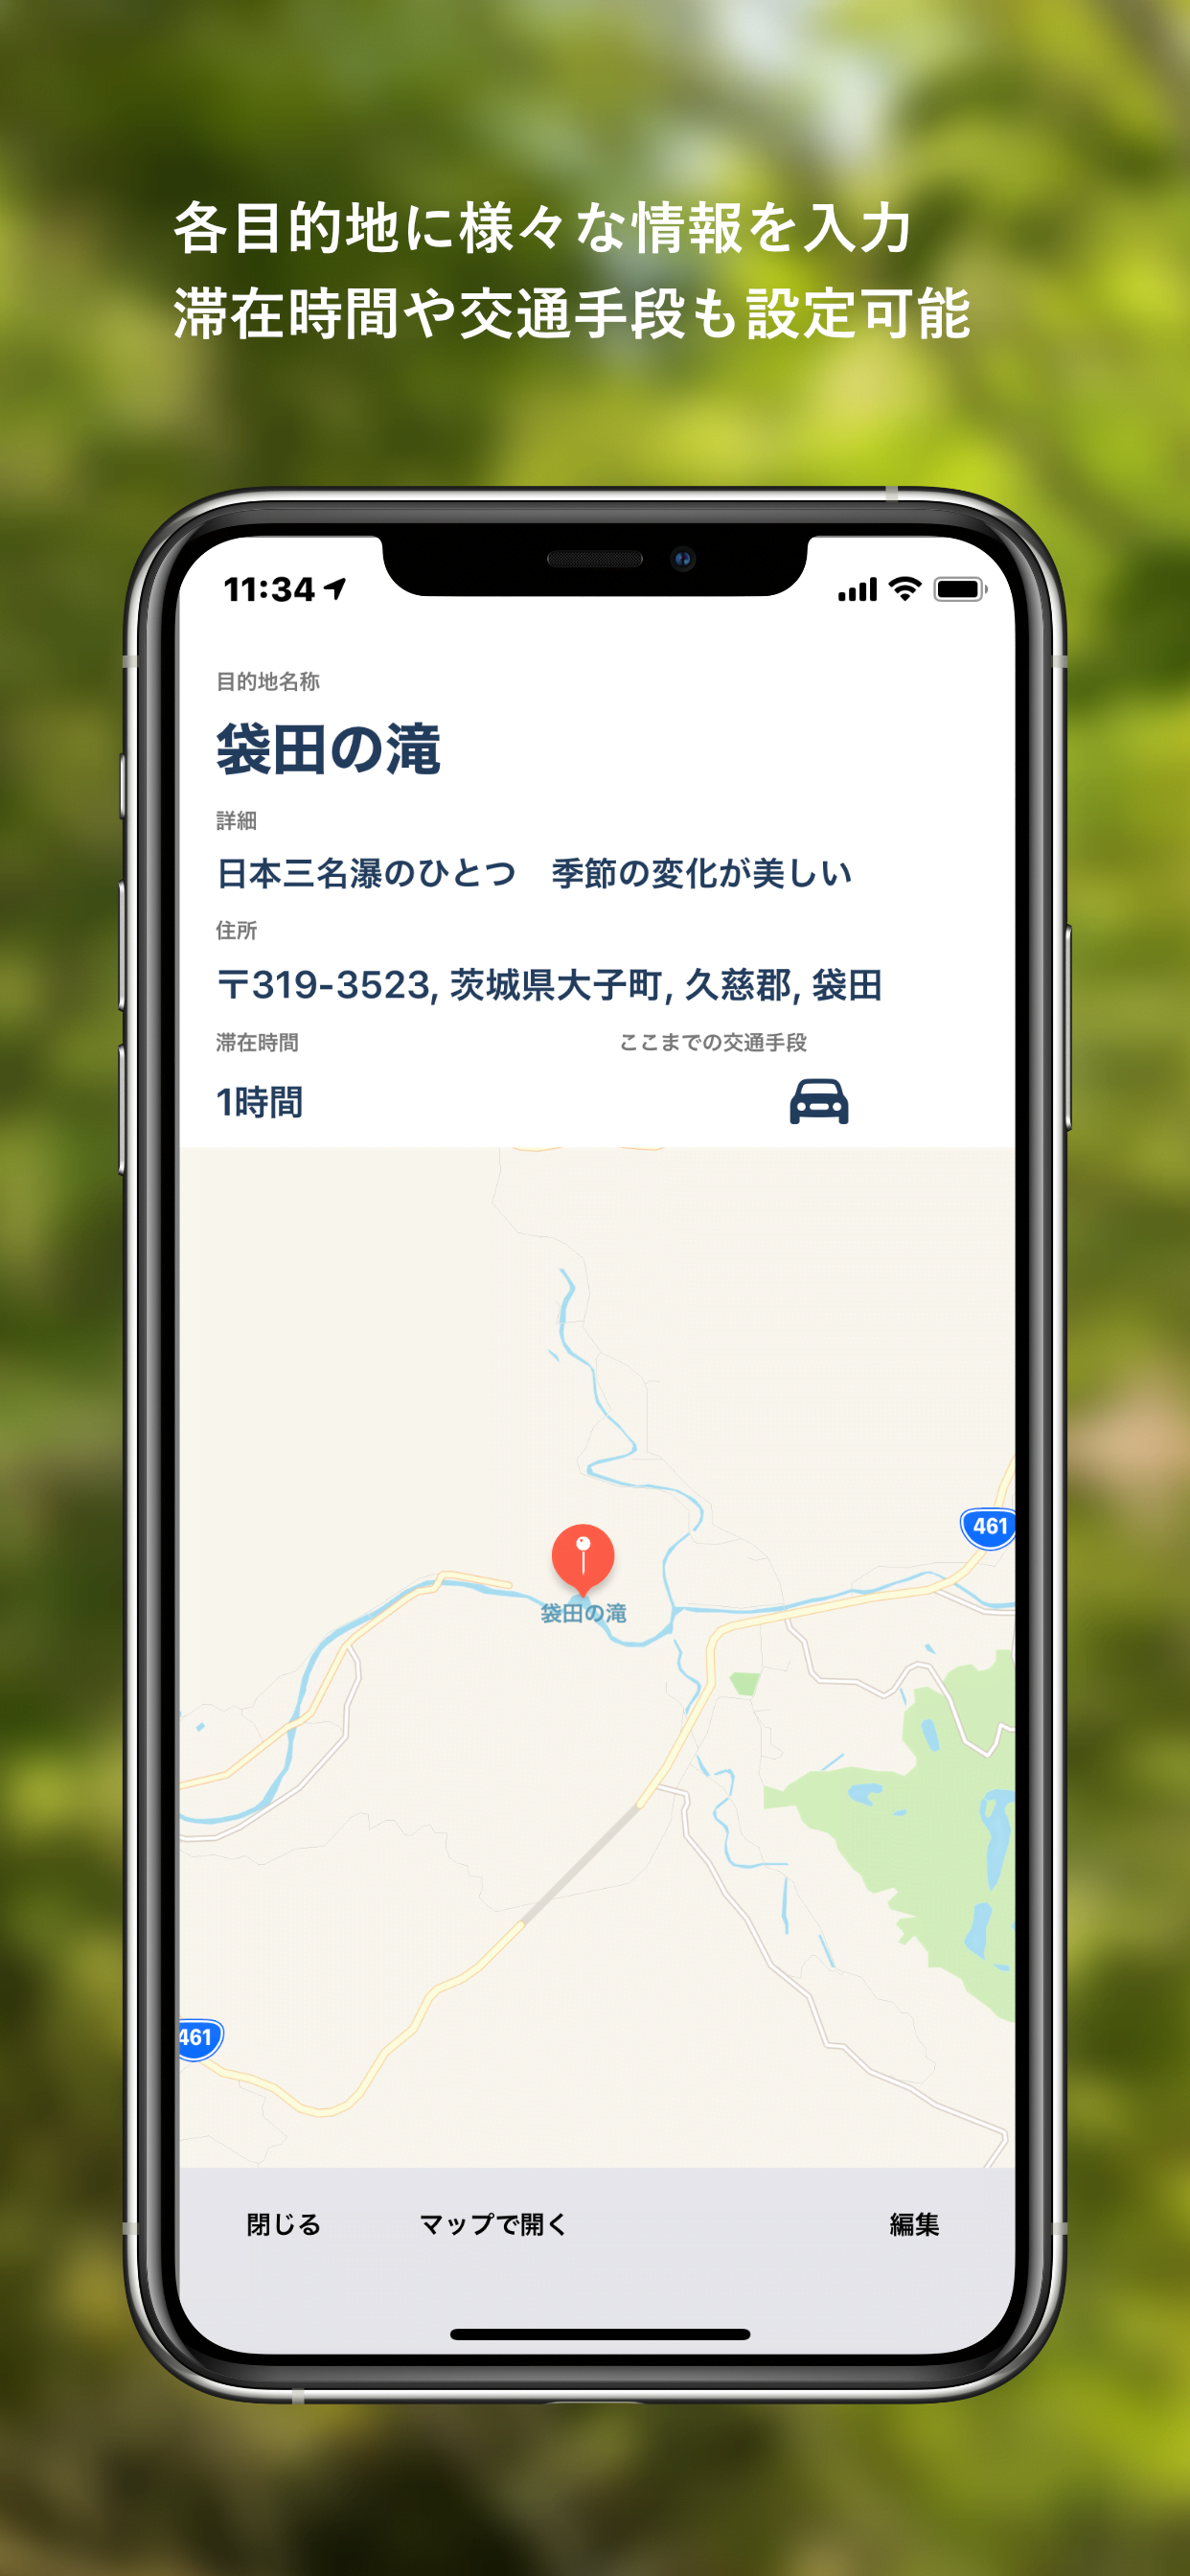 各目的地に様々な情報を入力
滞在時間や交通手段も設定可能
11:34
目的地名称
袋田の滝
詳細
日本三名瀑のひとつ　季節の変化が美しい
住所
〒319-3523, 茨城県大子町, 久慈郡, 袋田
滞在時間 ここまでの交通手段
1時間
461
袋田の滝
461
閉じる マップで開く 編集